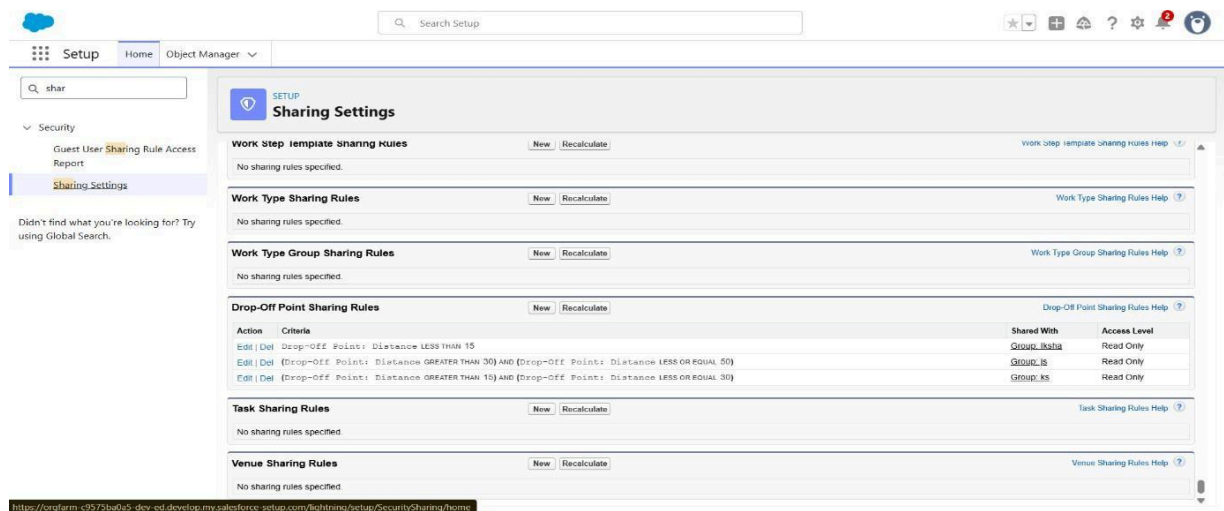 Search Setup
2
Setup Home Object Manager
shar
Security
Guest User Sharing Rule Access
Report
Sharing Settings
Didn't find what you're looking for? Try
using Global Search.
SETUP
Sharing Settings
Work Step Template Sharing Rules New Recalculate Work Step Template Sharing Rules Help ?
No sharing rules specified.
Work Type Sharing Rules New Recalculate Work Type Sharing Rules Help ?
No sharing rules specified.
Work Type Group Sharing Rules New Recalculate Work Type Group Sharing Rules Help ?
No sharing rules specified.
Drop-Off Point Sharing Rules New Recalculate Drop-Off Point Sharing Rules Help ?
Action Criteria Shared With Access Level
Edit | Del Drop-Off Point: Distance LESS THAN 15 Group: Iksha Read Only
Edit | Del (Drop-Off Point: Distance GREATER THAN 30) AND (Drop-Off Point: Distance LESS OR EQUAL 50) Group: js Read Only
Edit | Del (Drop-Off Point: Distance GREATER THAN 15) AND (Drop-Off Point: Distance LESS OR EQUAL 30) Group: ks Read Only
Task Sharing Rules New Recalculate Task Sharing Rules Help ?
No sharing rules specified.
Venue Sharing Rules New Recalculate Venue Sharing Rules Help ?
No sharing rules specified.
https://orgfarm-c9575ba0a5-dev-ed.develop.my.salesforce-setup.com/lightning/setup/SecuritySharing/home